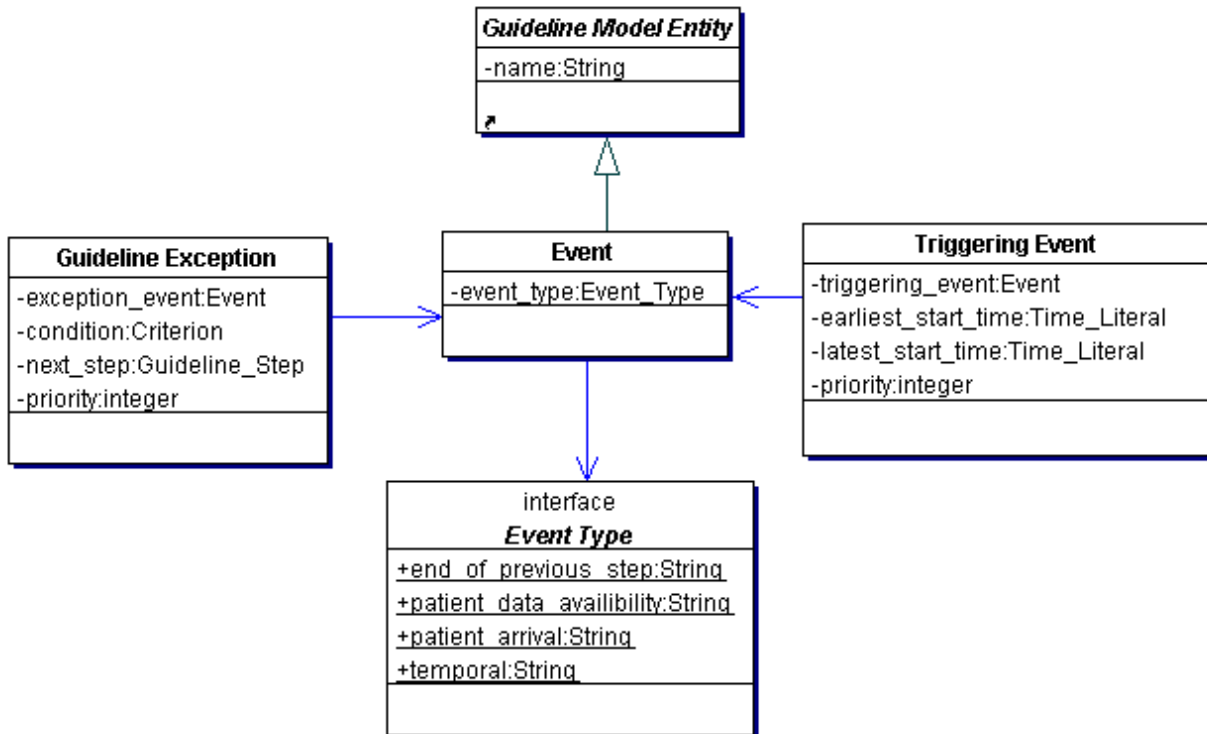 Guideline Model Entity
-name:String
Guideline Exception
-exception_event:Event
-condition:Criterion
-next_step:Guideline_Step
-priority:integer
Event
-event_type:Event_Type
Triggering Event
-triggering_event:Event
-earliest_start_time:Time_Literal
-latest_start_time:Time_Literal
-priority:integer
interface
Event Type
+end_of_previous_step:String
+patient_data_availibility:String
+patient_arrival:String
+temporal:String